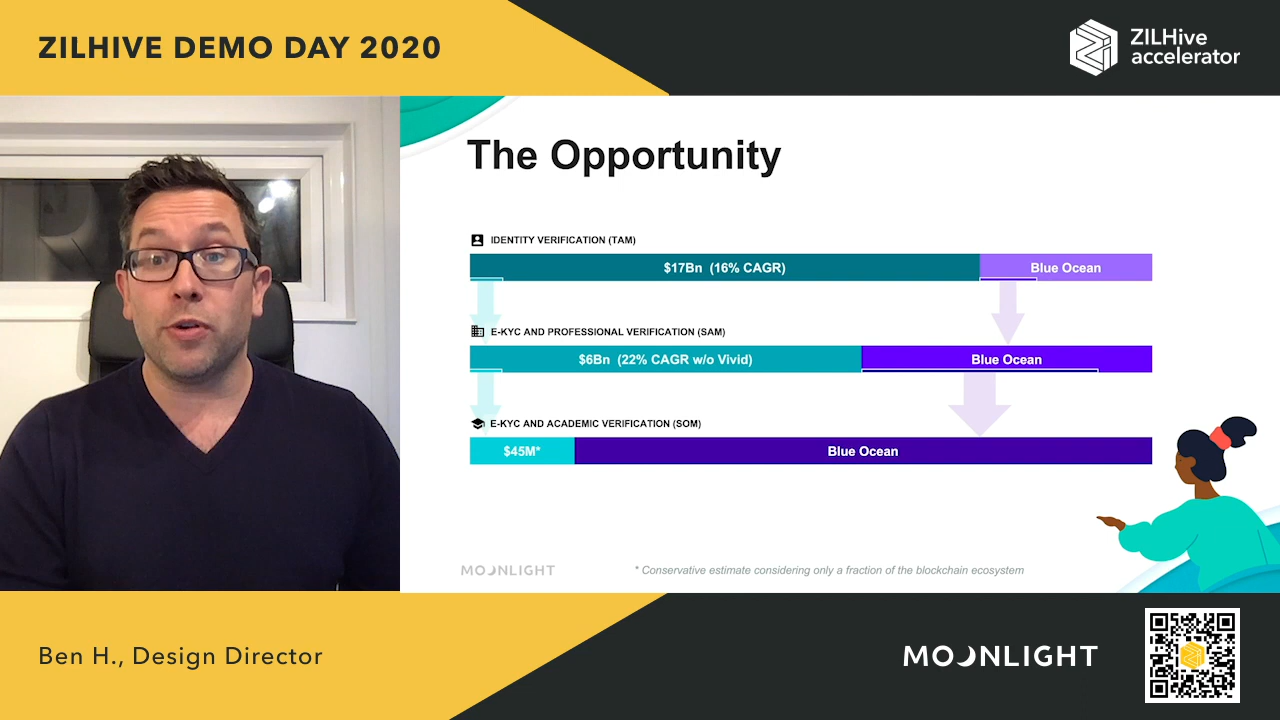 ZILHIVE DEMO DAY 2020
ZILHive
accelerator
The Opportunity
IDENTITY VERIFICATION (TAM)
$17Bn (16% CAGR)
Blue Ocean
E-KYC AND PROFESSIONAL VERIFICATION (SAM)
$6Bn (22% CAGR w/o Vivid)
Blue Ocean
E-KYC AND ACADEMIC VERIFICATION (SOM)
$45M*
Blue Ocean
MOONLIGHT
* Conservative estimate considering only a fraction of the blockchain ecosystem
Ben H., Design Director
MOONLIGHT